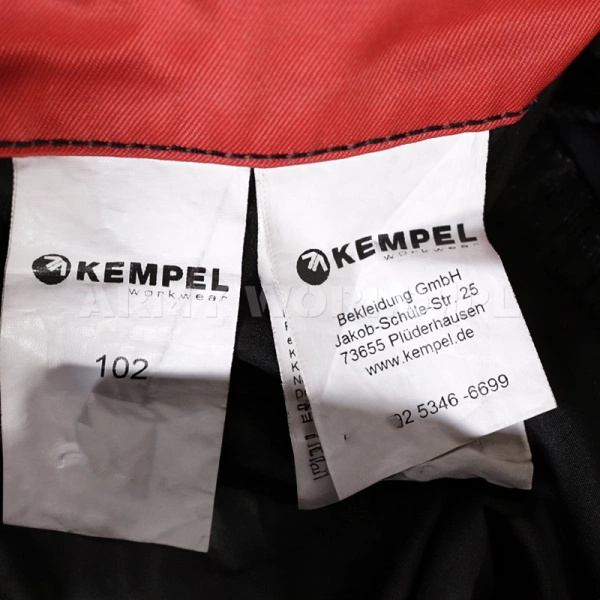 KEMPEL
workwear
102
KEMPEL
workwear
Bekleidung GmbH
Jakob-Schüle-Str. 25
73655 Plüderhausen
www.kempel.de
02 5346 -6699